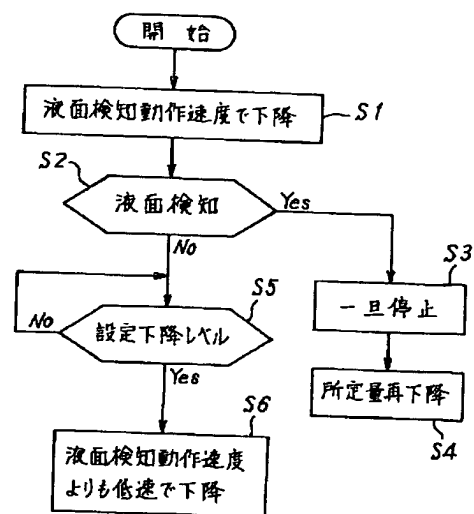 開始
液面検知動作速度で下降
S1
S2
液面検知
Yes
No
S3
一旦停止
S5
No
設定下降レベル
Yes
所定量再下降
S4
S6
液面検知動作速度
よりも低速で下降